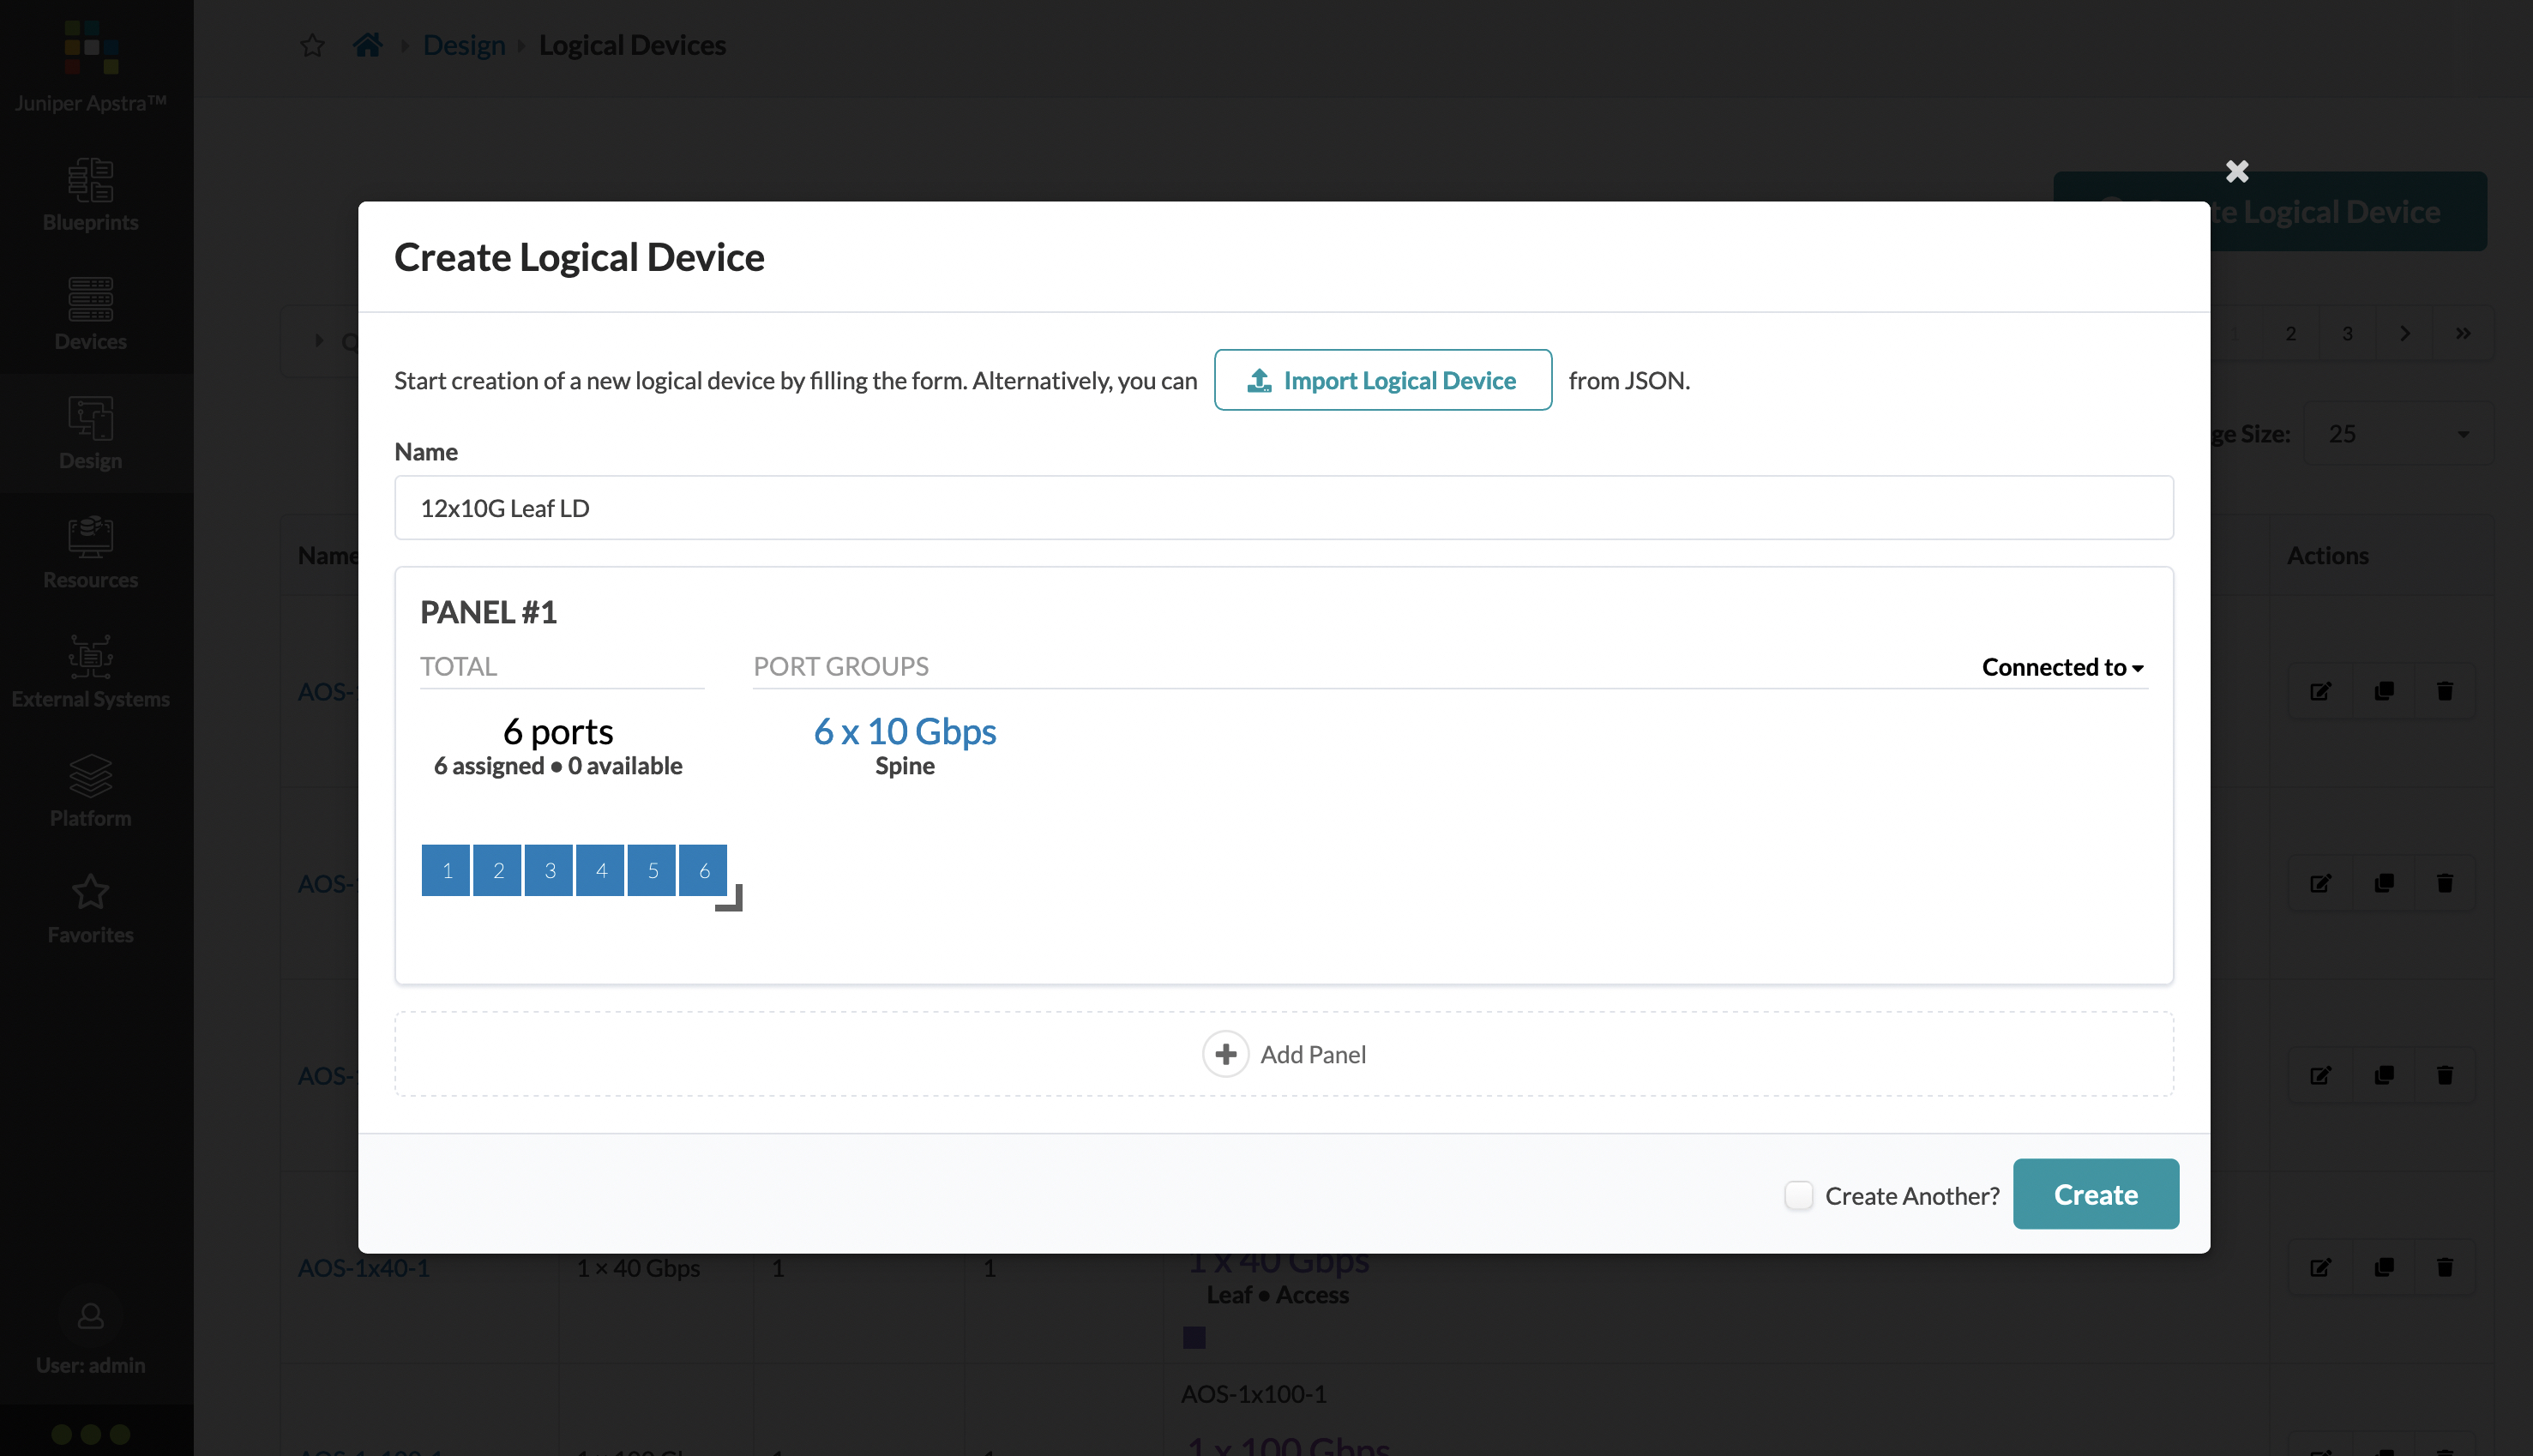 Juniper Apstra™
Blueprints
Devices
Design
Resources
External Systems
Platform
Favorites
User: admin
Design
Logical Devices
te Logical Device
Q
1 2 3
ge Size: 25
Name
Actions
AOS-
AOS-
AOS-
Create Logical Device
Start creation of a new logical device by filling the form. Alternatively, you can Import Logical Device from JSON.
Name
12x10G Leaf LD
PANEL #1
TOTAL
PORT GROUPS
Connected to
6 ports
6 assigned • 0 available
6 x 10 Gbps
Spine
1 2 3 4 5 6
Add Panel
Create Another?
Create
AOS-1x40-1
1 × 40 Gbps
1
1
1 x 40 Gbps
Leaf • Access
AOS-1x100-1
1 x 100 Gbps